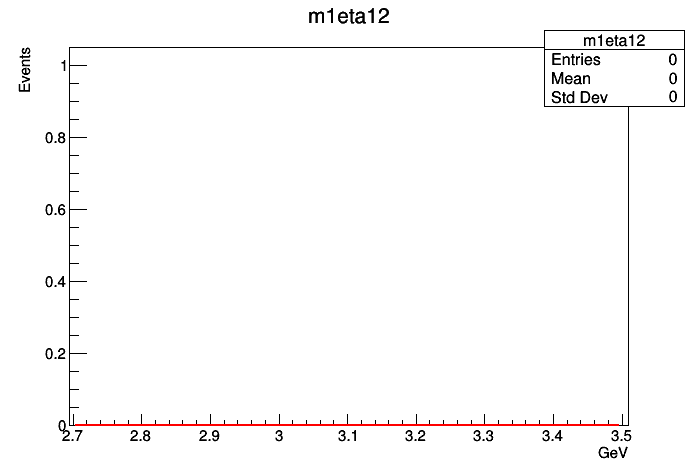 m1eta12
m1eta12
Entries 0
Mean 0
Std Dev 0
Events
1
0.8
0.6
0.4
0.2
0
2.7 2.8 2.9 3 3.1 3.2 3.3 3.4 3.5
GeV